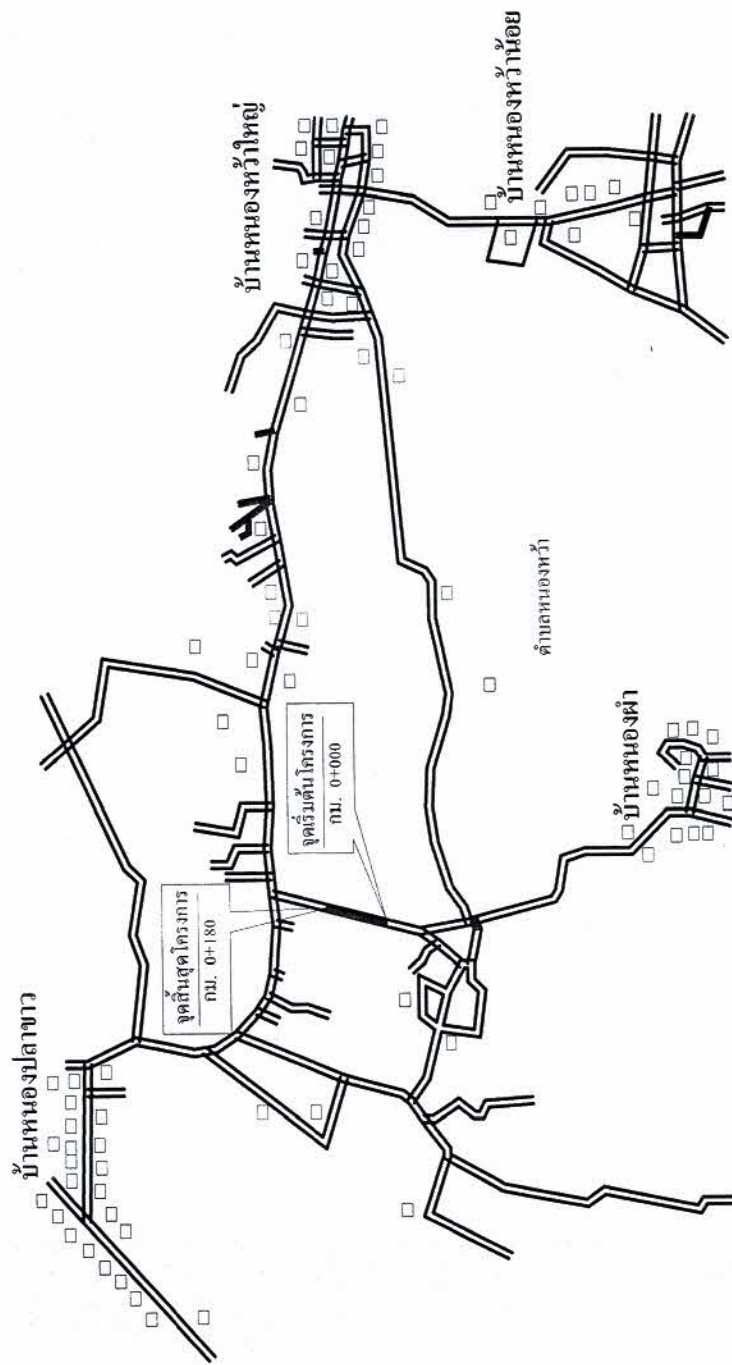 บ้านหนองปลาขาว
จุดสิ้นสุดโครงการ
กม. 0+180
จุดเริ่มต้นโครงการ
กม. 0+000
บ้านหนองหว้าใหญ่
บ้านหนองหว้าน้อย
ตำบลหนองหว้า
บ้านหนองผำ